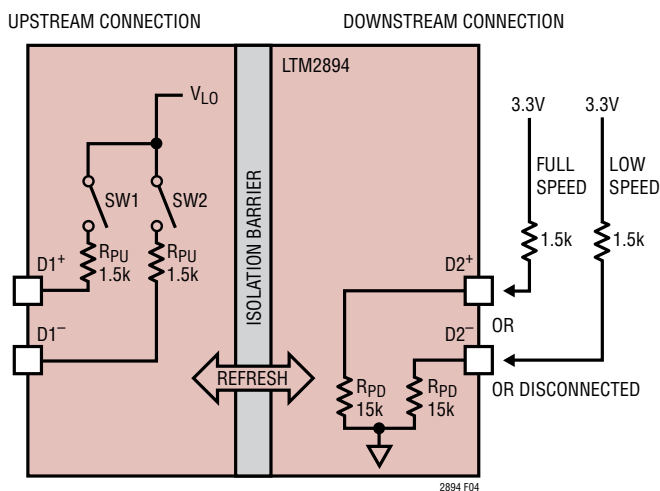 UPSTREAM CONNECTION
DOWNSTREAM CONNECTION
LTM2894
VLO
SW1
SW2
RPU
1.5k
RPU
1.5k
D1+
D1−
ISOLATION BARRIER
REFRESH
D2+
D2−
RPD
15k
RPD
15k
3.3V
3.3V
FULL
SPEED
LOW
SPEED
1.5k
1.5k
OR
OR DISCONNECTED
2894 F04